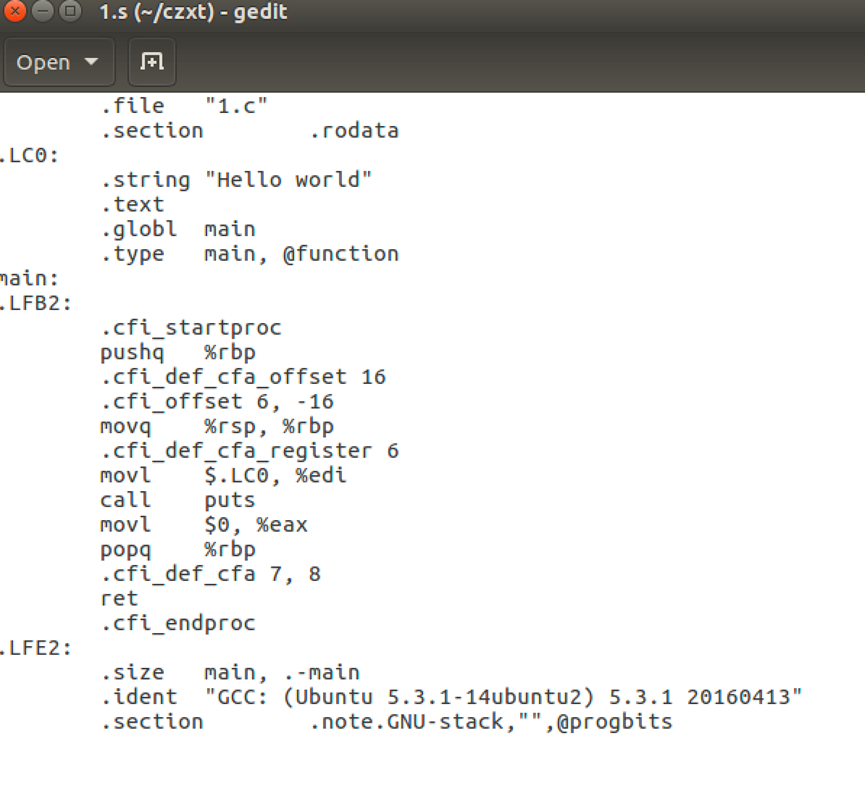 1.s (~/czxt) - gedit
Open
.file "1.c"
.section .rodata
.LC0:
.string "Hello world"
.text
.globl main
.type main, @function
main:
.LFB2:
.cfi_startproc
pushq %rbp
.cfi_def_cfa_offset 16
.cfi_offset 6, -16
movq %rsp, %rbp
.cfi_def_cfa_register 6
movl $.LC0, %edi
call puts
movl $0, %eax
popq %rbp
.cfi_def_cfa 7, 8
ret
.cfi_endproc
.LFE2:
.size main, .-main
.ident "GCC: (Ubuntu 5.3.1-14ubuntu2) 5.3.1 20160413"
.section .note.GNU-stack,"",@progbits